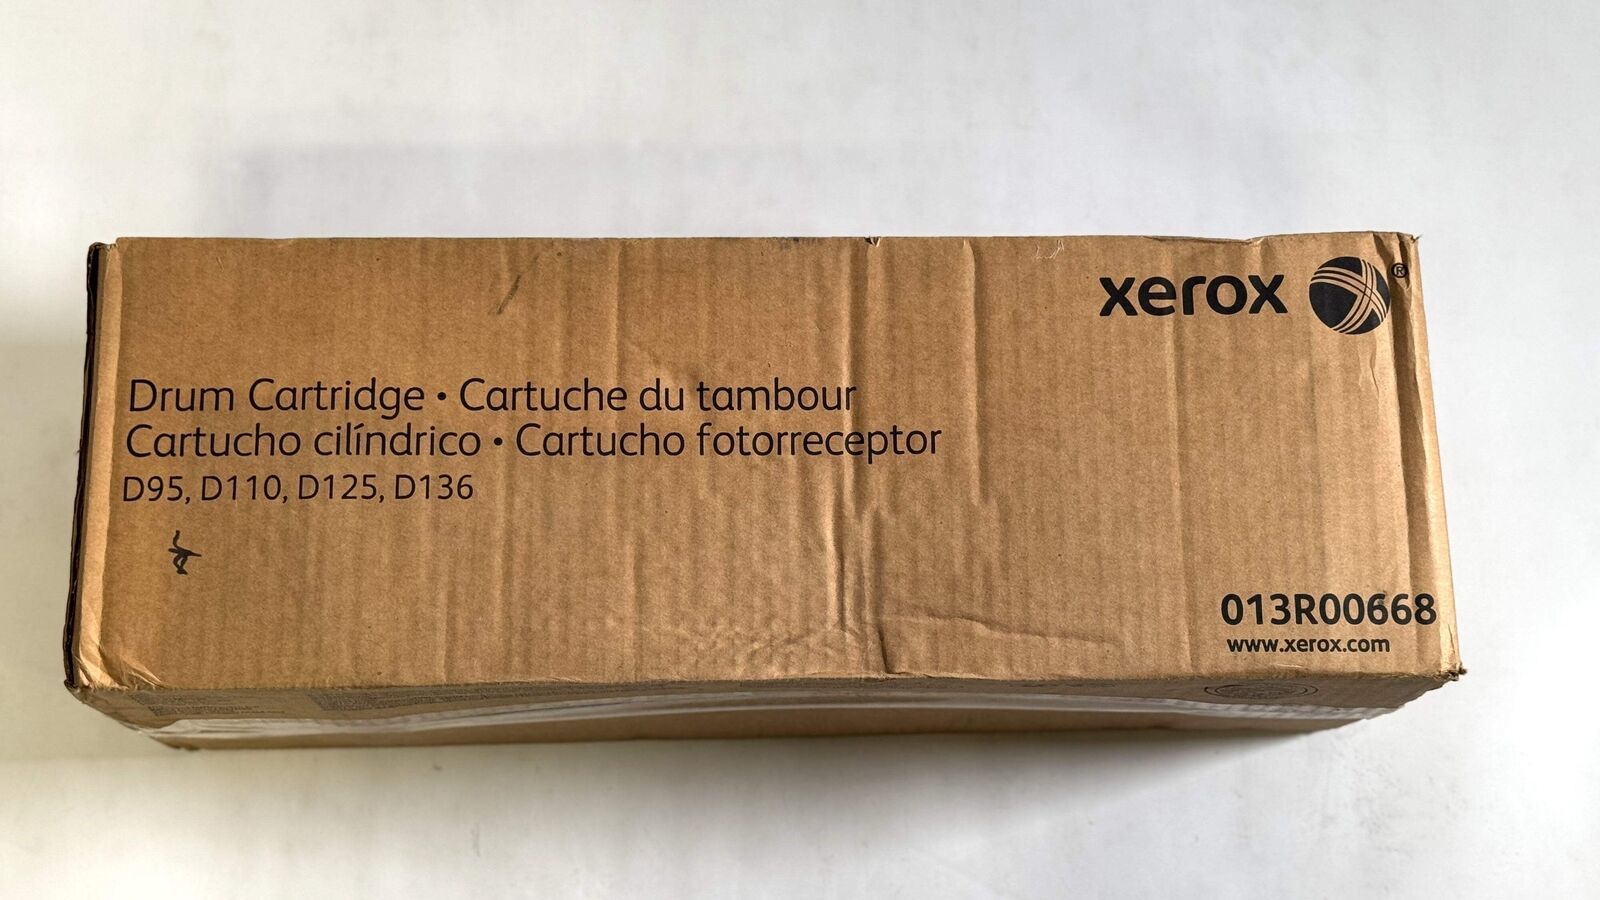 xerox ®
Drum Cartridge • Cartuche du tambour
Cartucho cilíndrico • Cartucho fotorreceptor
D95, D110, D125, D136
013R00668
www.xerox.com